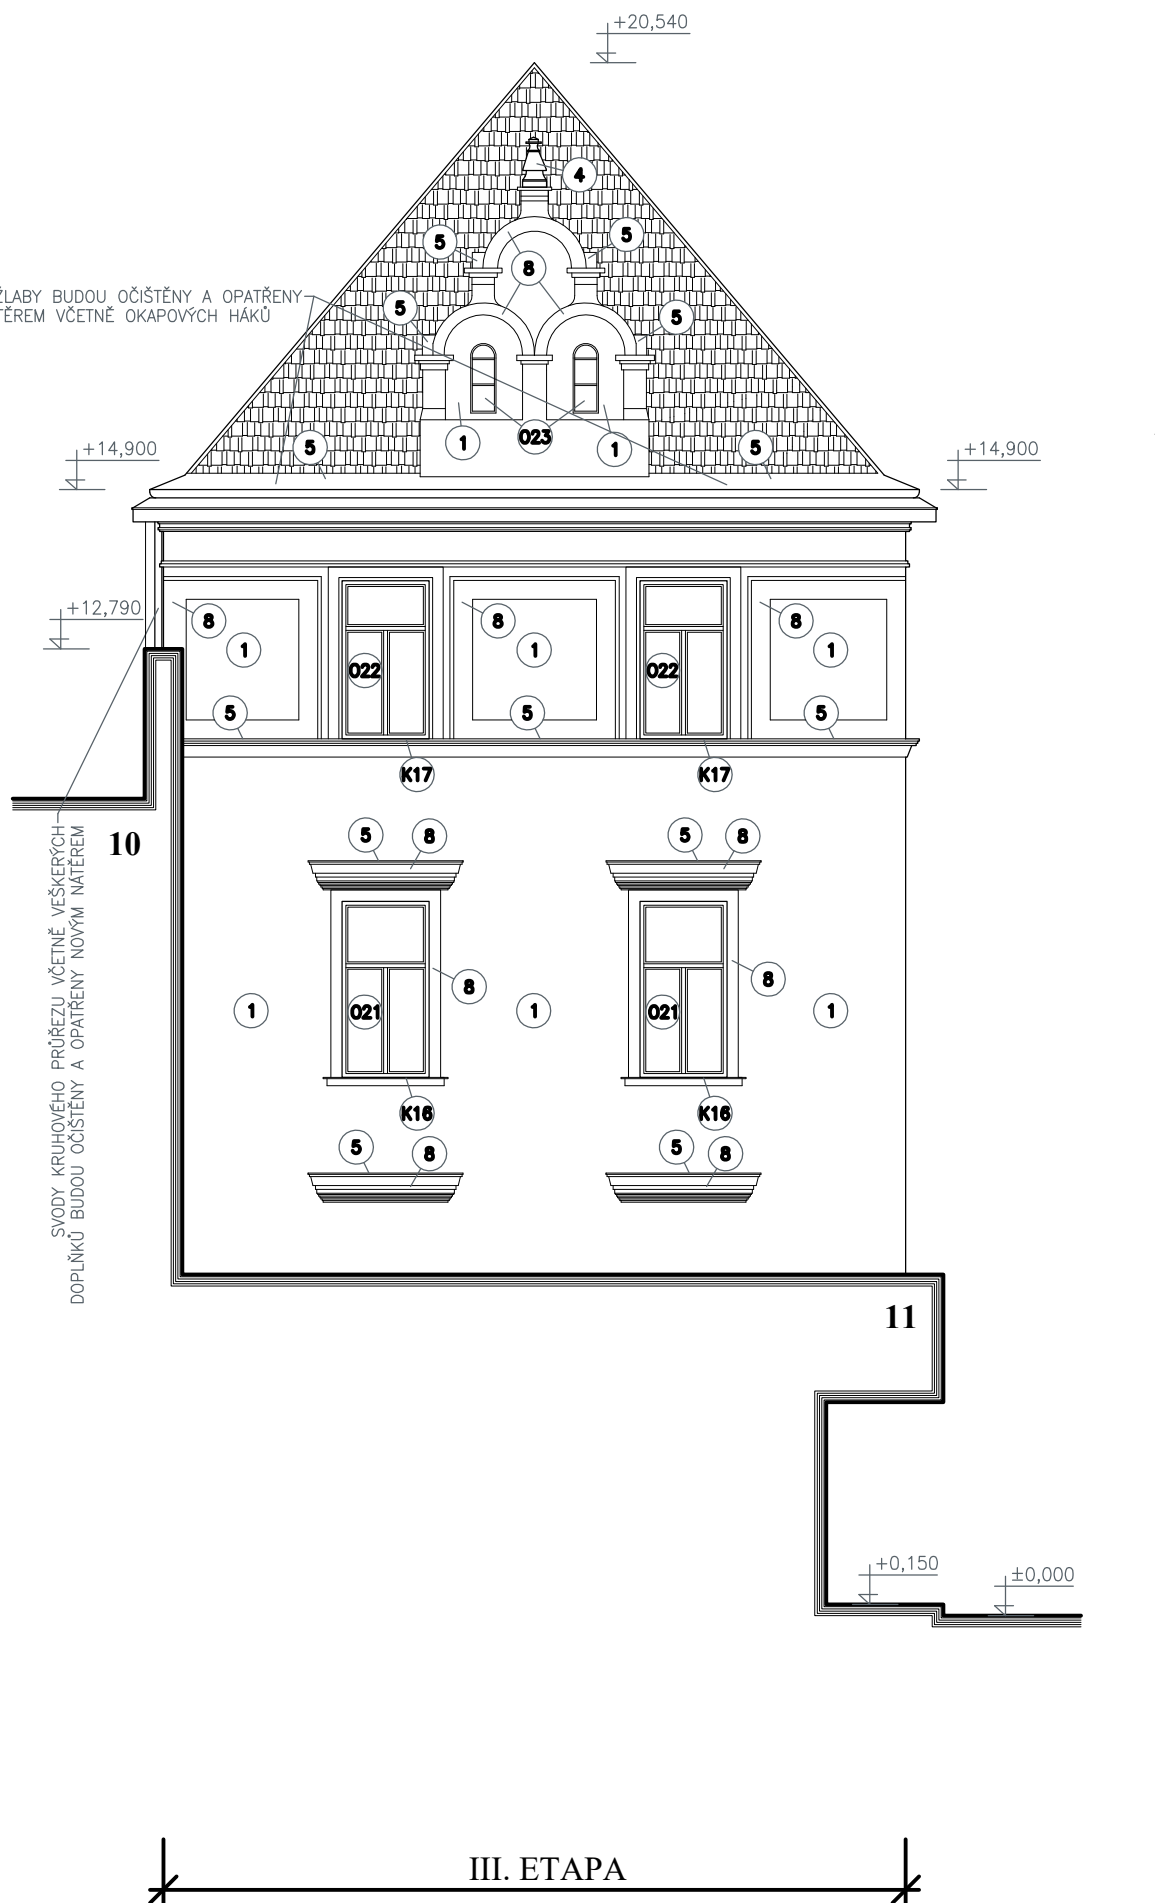 +20,540
4
5
5
8
ŽLABY BUDOU OČIŠTĚNY A OPATŘENY
TĚREM VČETNĚ OKAPOVÝCH HÁKŮ
5
5
1
O23
1
5
5
+14,900
+14,900
+12,790
8
1
O22
8
1
O22
8
1
5
5
5
K17
K17
10
5
8
5
8
SVODY KRUHOVÉHO PRŮŘEZU VČETNĚ VEŠKERÝCH
DOPLŇKŮ BUDOU OČIŠTĚNY A OPATŘENY NOVÝM NÁTĚREM
8
8
1
O21
1
O21
1
K16
K16
5
8
5
8
11
+0,150
±0,000
III. ETAPA